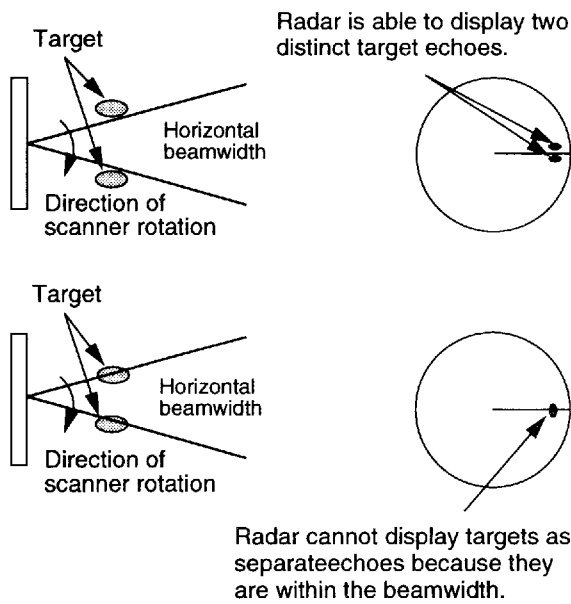 Target
Radar is able to display two
distinct target echoes.
Horizontal
beamwidth
Direction of
scanner rotation
Target
Horizontal
beamwidth
Direction of
scanner rotation
Radar cannot display targets as
separateechoes because they
are within the beamwidth.